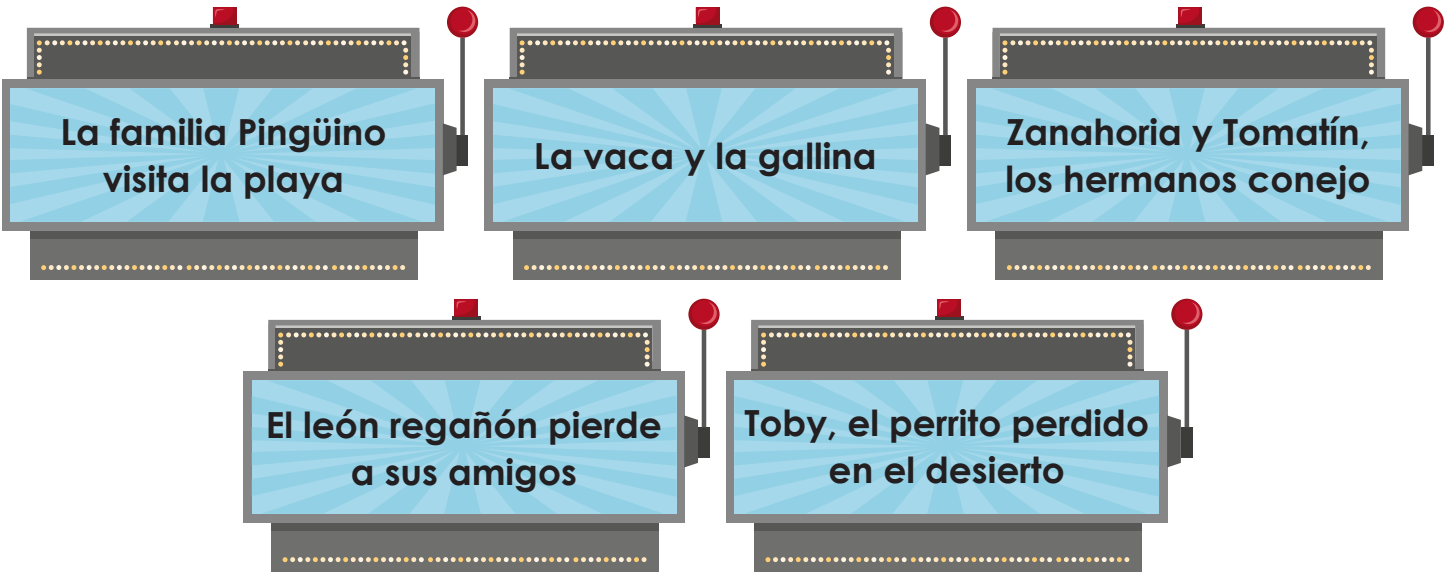 La familia Pingüino
visita la playa
La vaca y la gallina
Zanahoria y Tomatín,
los hermanos conejo
El león regañón pierde
a sus amigos
Toby, el perrito perdido
en el desierto